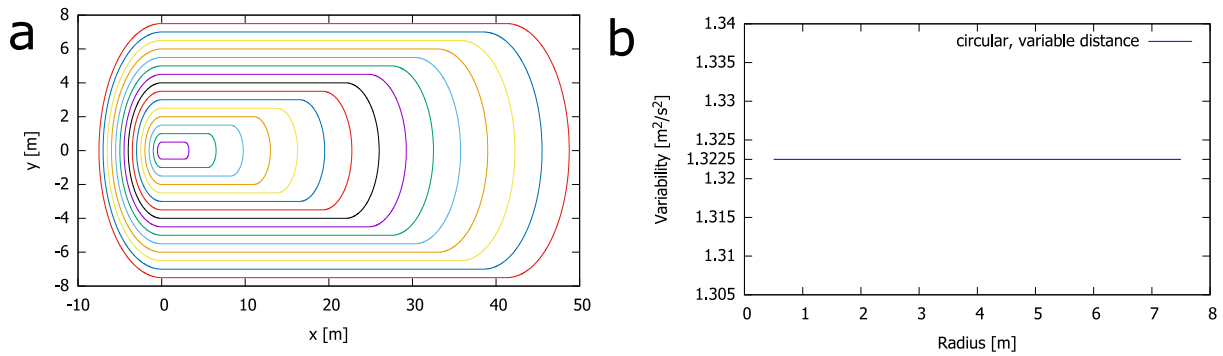 a
8
6
4
2
0
-2
-4
-6
-8
y [m]
-10 0 10 20 30 40 50
x [m]
b
circular, variable distance
1.34
1.335
1.33
1.3225
1.32
1.315
1.31
1.305
Variability [m²/s²]
0 1 2 3 4 5 6 7 8
Radius [m]